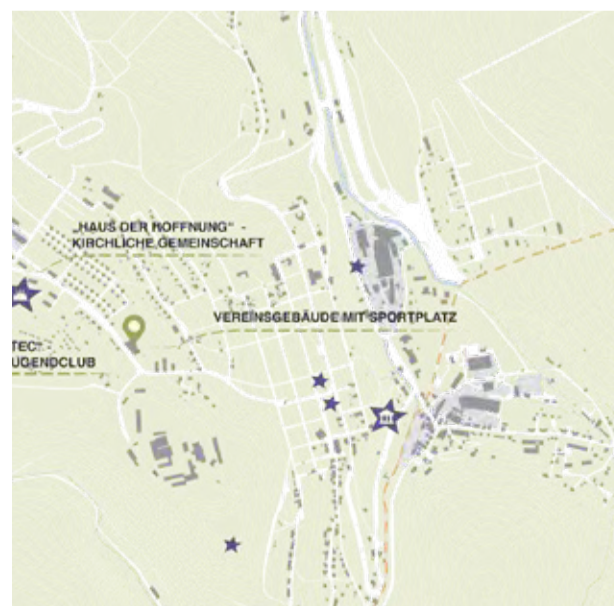 „HAUS DER HOFFNUNG“ -
KIRCHLICHE GEMEINSCHAFT
VEREINSGEBÄUDE MIT SPORTPLATZ
TEC“ -
UGENDCLUB